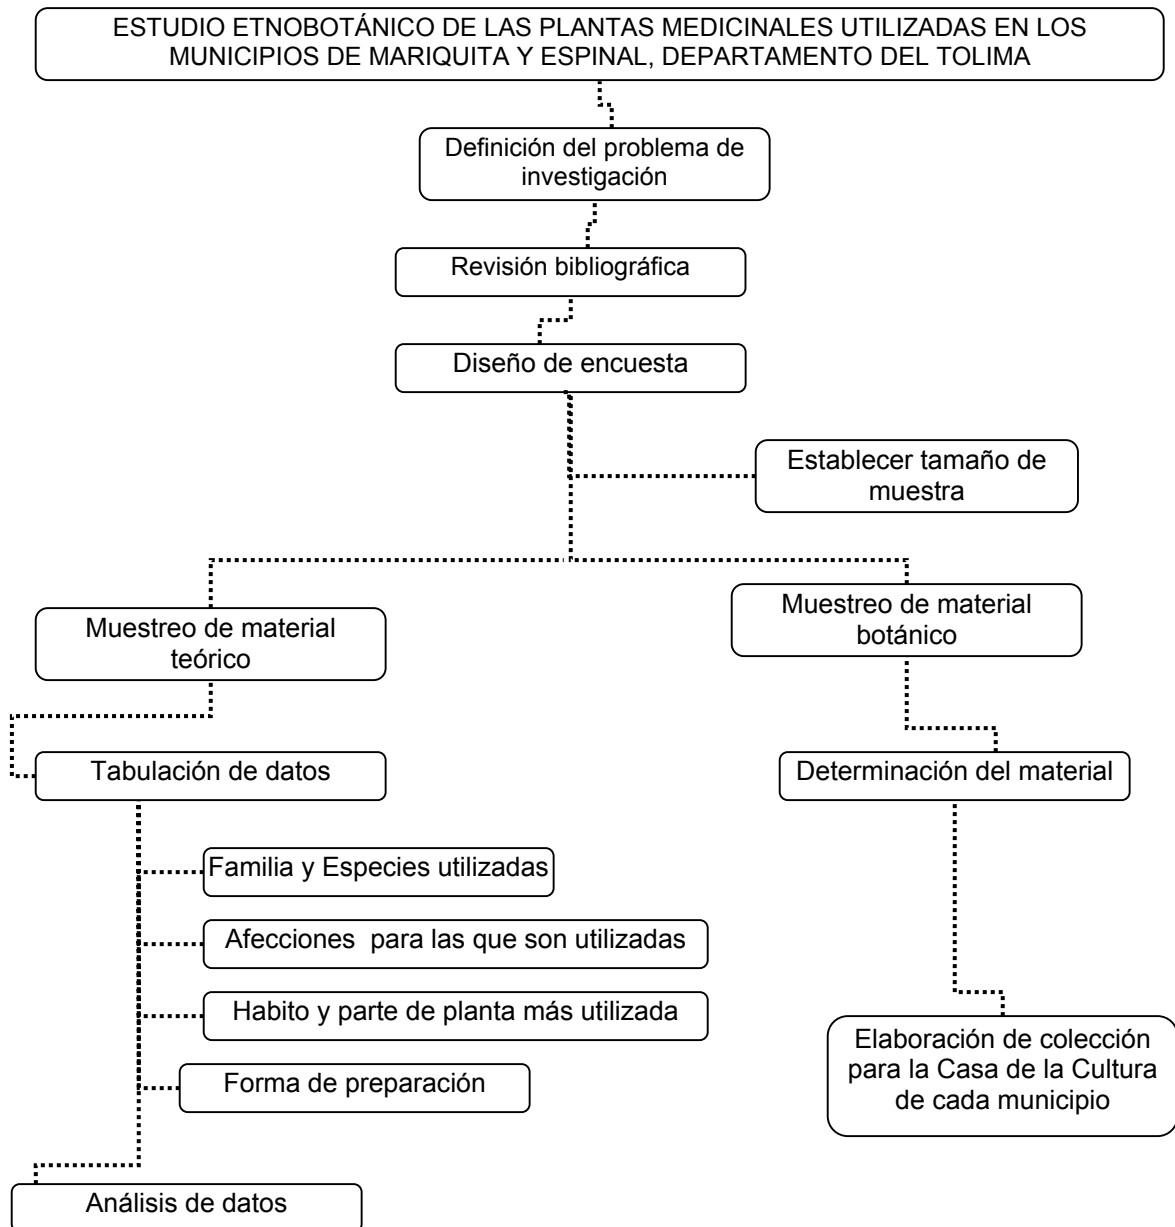 ESTUDIO ETNOBOTÁNICO DE LAS PLANTAS MEDICINALES UTILIZADAS EN LOS
MUNICIPIOS DE MARIQUITA Y ESPINAL, DEPARTAMENTO DEL TOLIMA
Definición del problema de
investigación
Revisión bibliográfica
Diseño de encuesta
Establecer tamaño de
muestra
Muestreo de material
teórico
Muestreo de material
botánico
Tabulación de datos
Determinación del material
Familia y Especies utilizadas
Afecciones para las que son utilizadas
Habito y parte de planta más utilizada
Forma de preparación
Elaboración de colección
para la Casa de la Cultura
de cada municipio
Análisis de datos